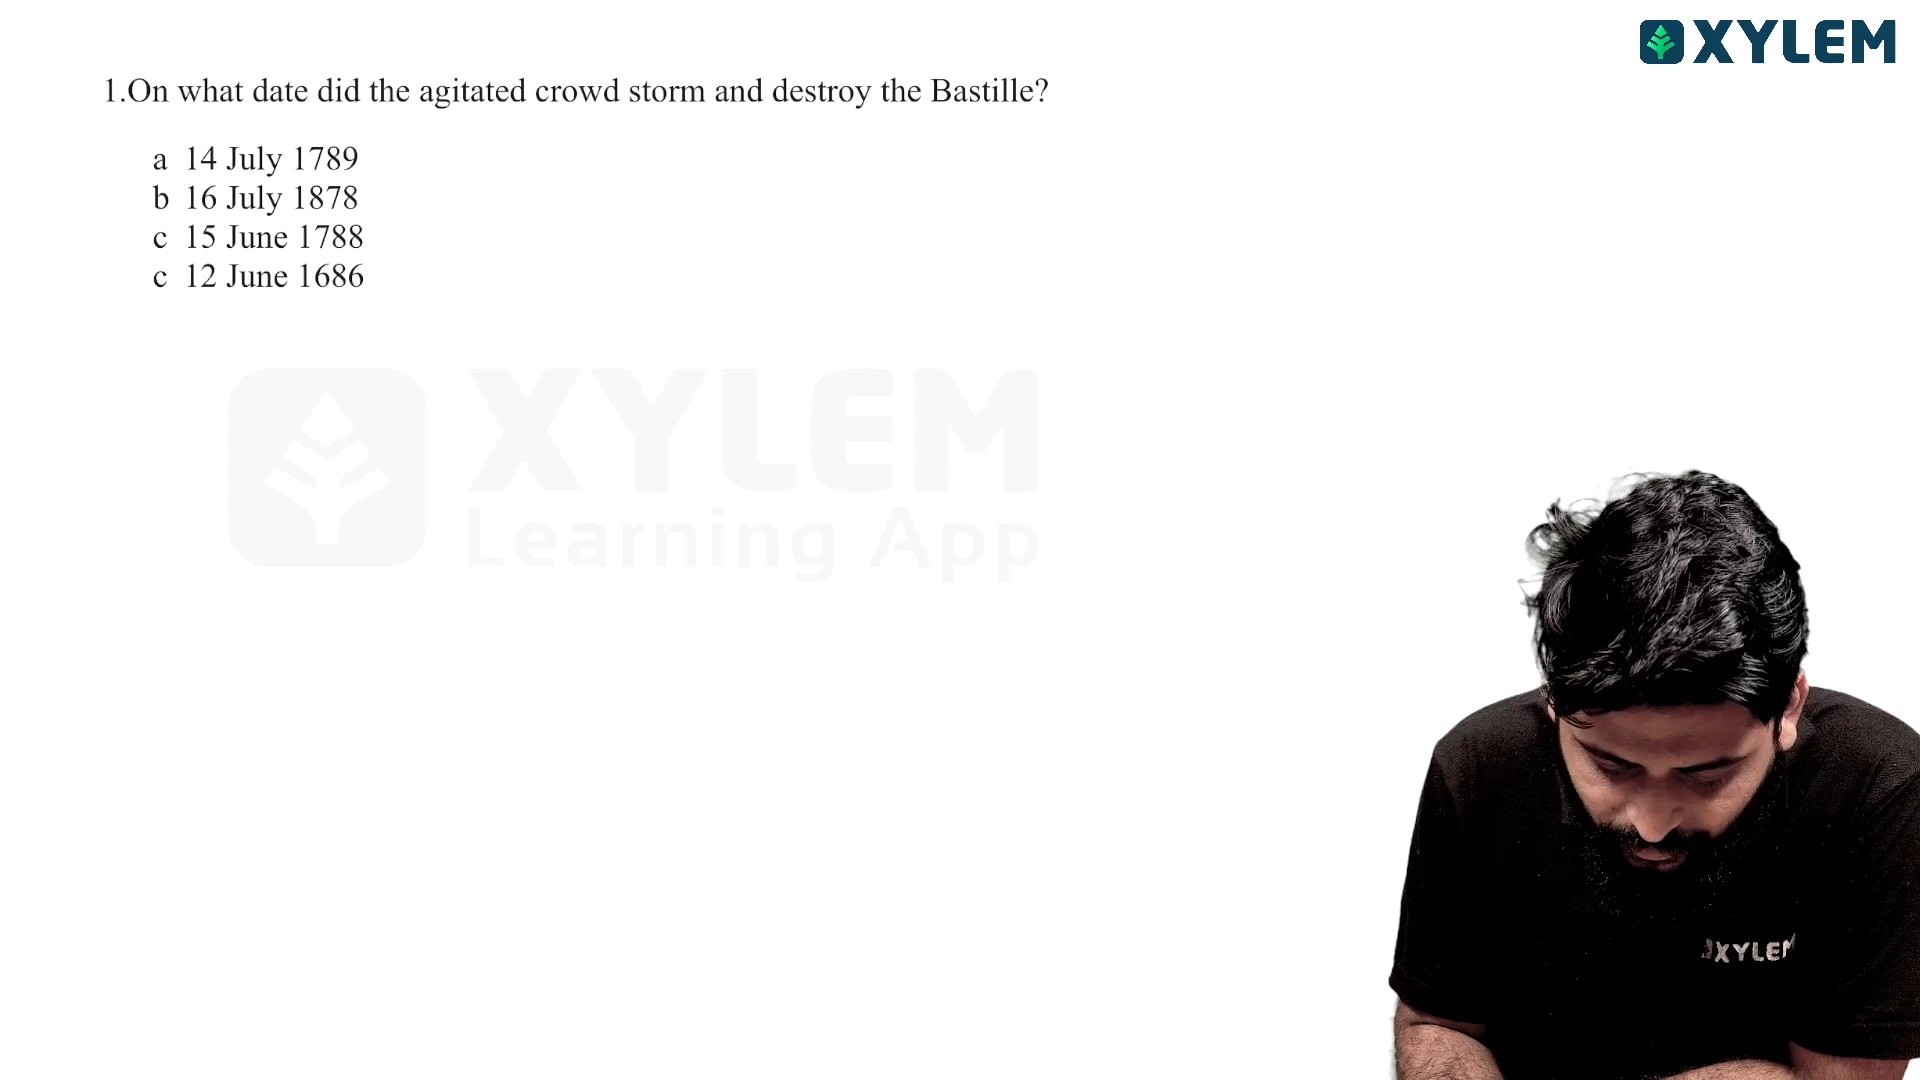 XYLEM
1.On what date did the agitated crowd storm and destroy the Bastille?
a 14 July 1789
b 16 July 1878
c 15 June 1788
c 12 June 1686
XYLEM
Learning App
XYLEM